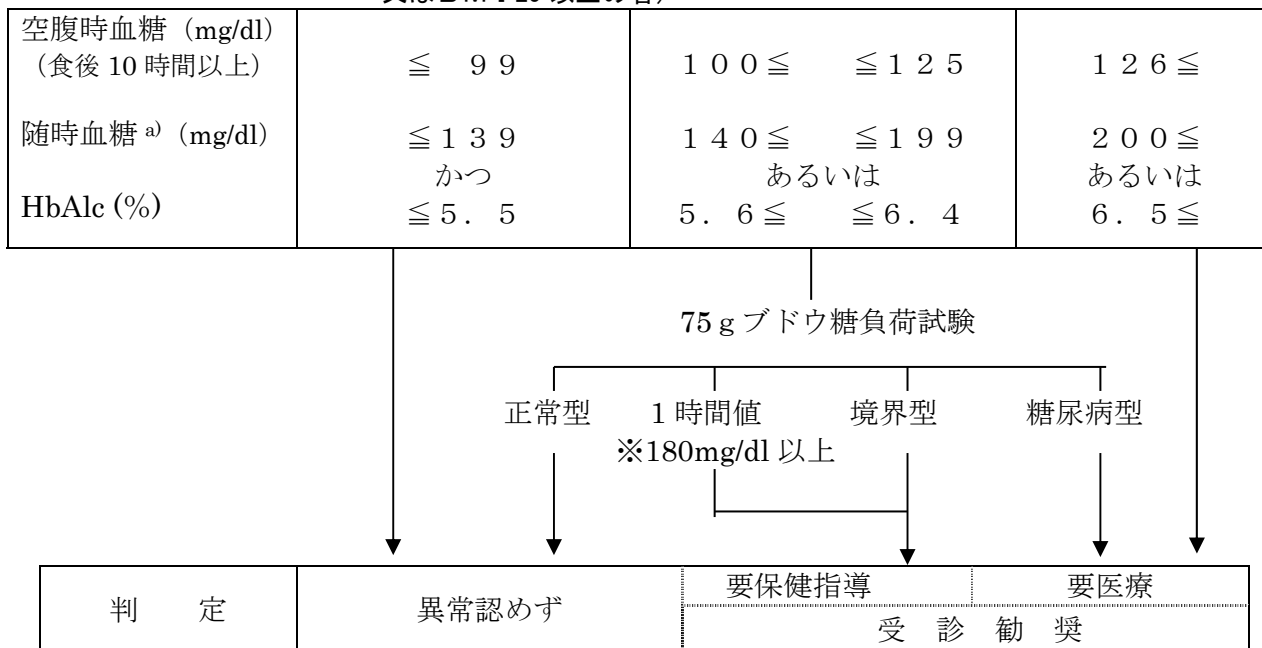 空腹時血糖（mg/dl）
（食後 10 時間以上） ≦ ９９ １００≦ ≦１２５ １２６≦
随時血糖 a)（mg/dl） ≦１３９ １４０≦ ≦１９９ ２００≦
かつ あるいは あるいは
HbAlc (%) ≦５．５ ５．６≦ ≦６．４ ６．５≦
75ｇブドウ糖負荷試験
正常型 １時間値 境界型 糖尿病型
※180mg/dl 以上
要保健指導 要医療
判 定 異常認めず
受 診 勧 奨